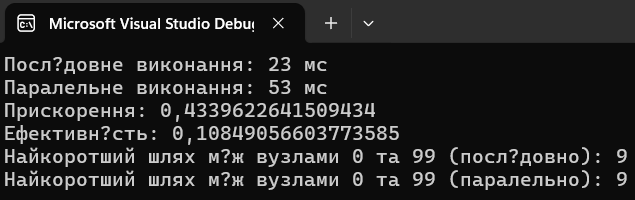 Microsoft Visual Studio Debug
Посл?довне виконання: 23 мс
Паралельне виконання: 53 мс
Прискорення: 0,4339622641509434
Ефективн?сть: 0,10849056603773585
Найкоротший шлях м?ж вузлами 0 та 99 (посл?довно): 9
Найкоротший шлях м?ж вузлами 0 та 99 (паралельно): 9